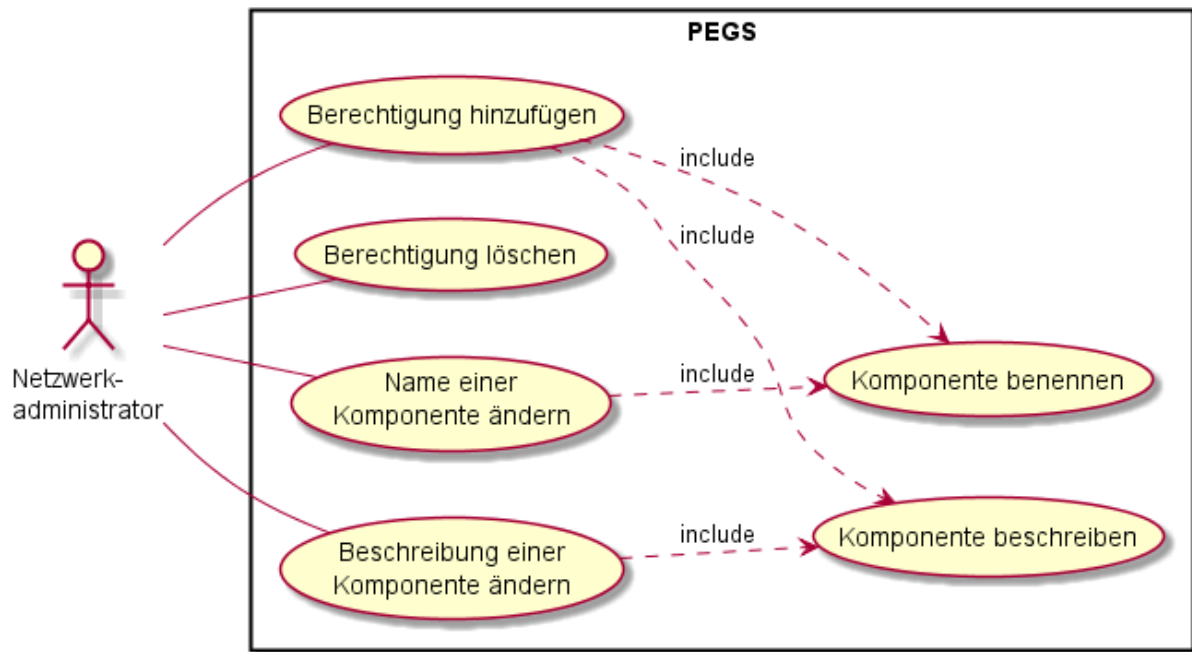 PEGS
Berechtigung hinzufügen
include
include
Berechtigung löschen
Netzwerk-
administrator
Name einer
Komponente ändern
include
Komponente benennen
Beschreibung einer
Komponente ändern
include
Komponente beschreiben